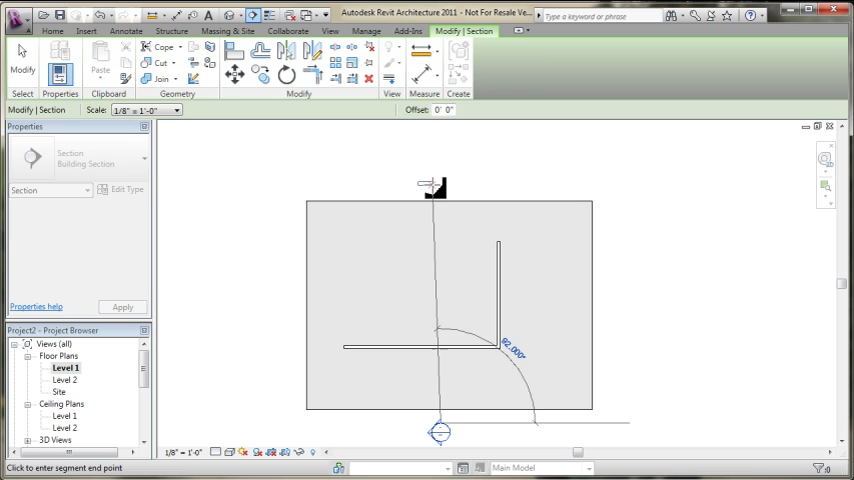 Autodesk Revit Architecture 2011 - Not For Resale Ve...
Type a keyword or phrase
Home Insert Annotate Structure Massing & Site Collaborate View Manage Add-Ins Modify | Section
Modify Paste Cope Cut Join
Select Properties Clipboard Geometry Modify View Measure Create
Modify | Section Scale: 1/8" = 1'-0" Offset: 0' 0"
Properties
Section
Building Section
Section Edit Type
Properties help Apply
Project2 - Project Browser
Views (all)
Floor Plans
Level 1
Level 2
Site
Ceiling Plans
Level 1
Level 2
3D Views
92.000°
1/8" = 1'-0"
Click to enter segment end point Main Model :0